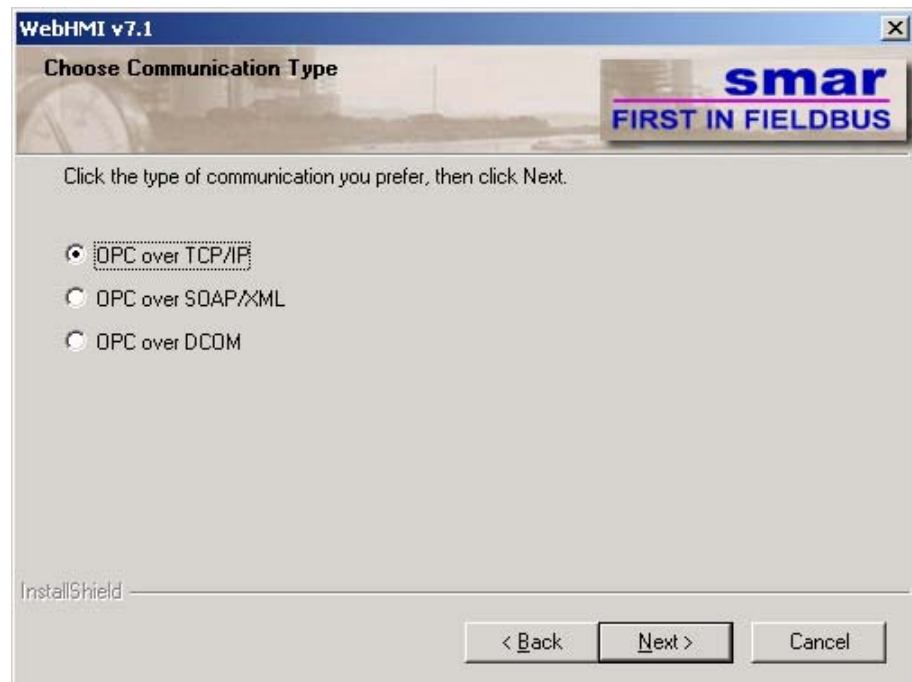 WebHMI v7.1
Choose Communication Type
smar
FIRST IN FIELDBUS
Click the type of communication you prefer, then click Next.
OPC over TCP/IP
OPC over SOAP/XML
OPC over DCOM
InstallShield
< Back
Next >
Cancel